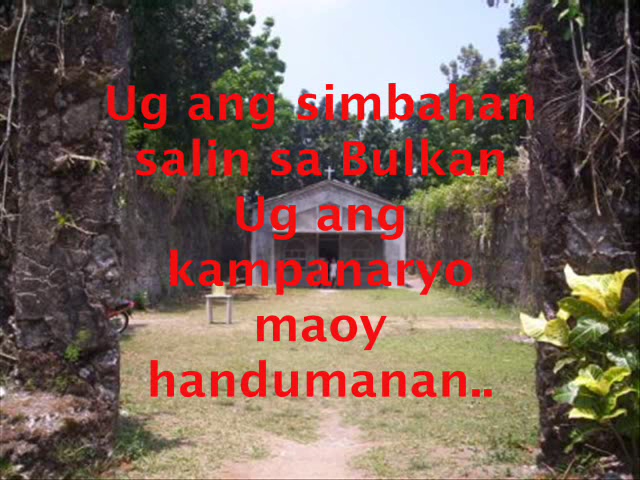 Ug ang simbahan
salin sa Bulkan
Ug ang
kampanaryo
maoy
handumanan..